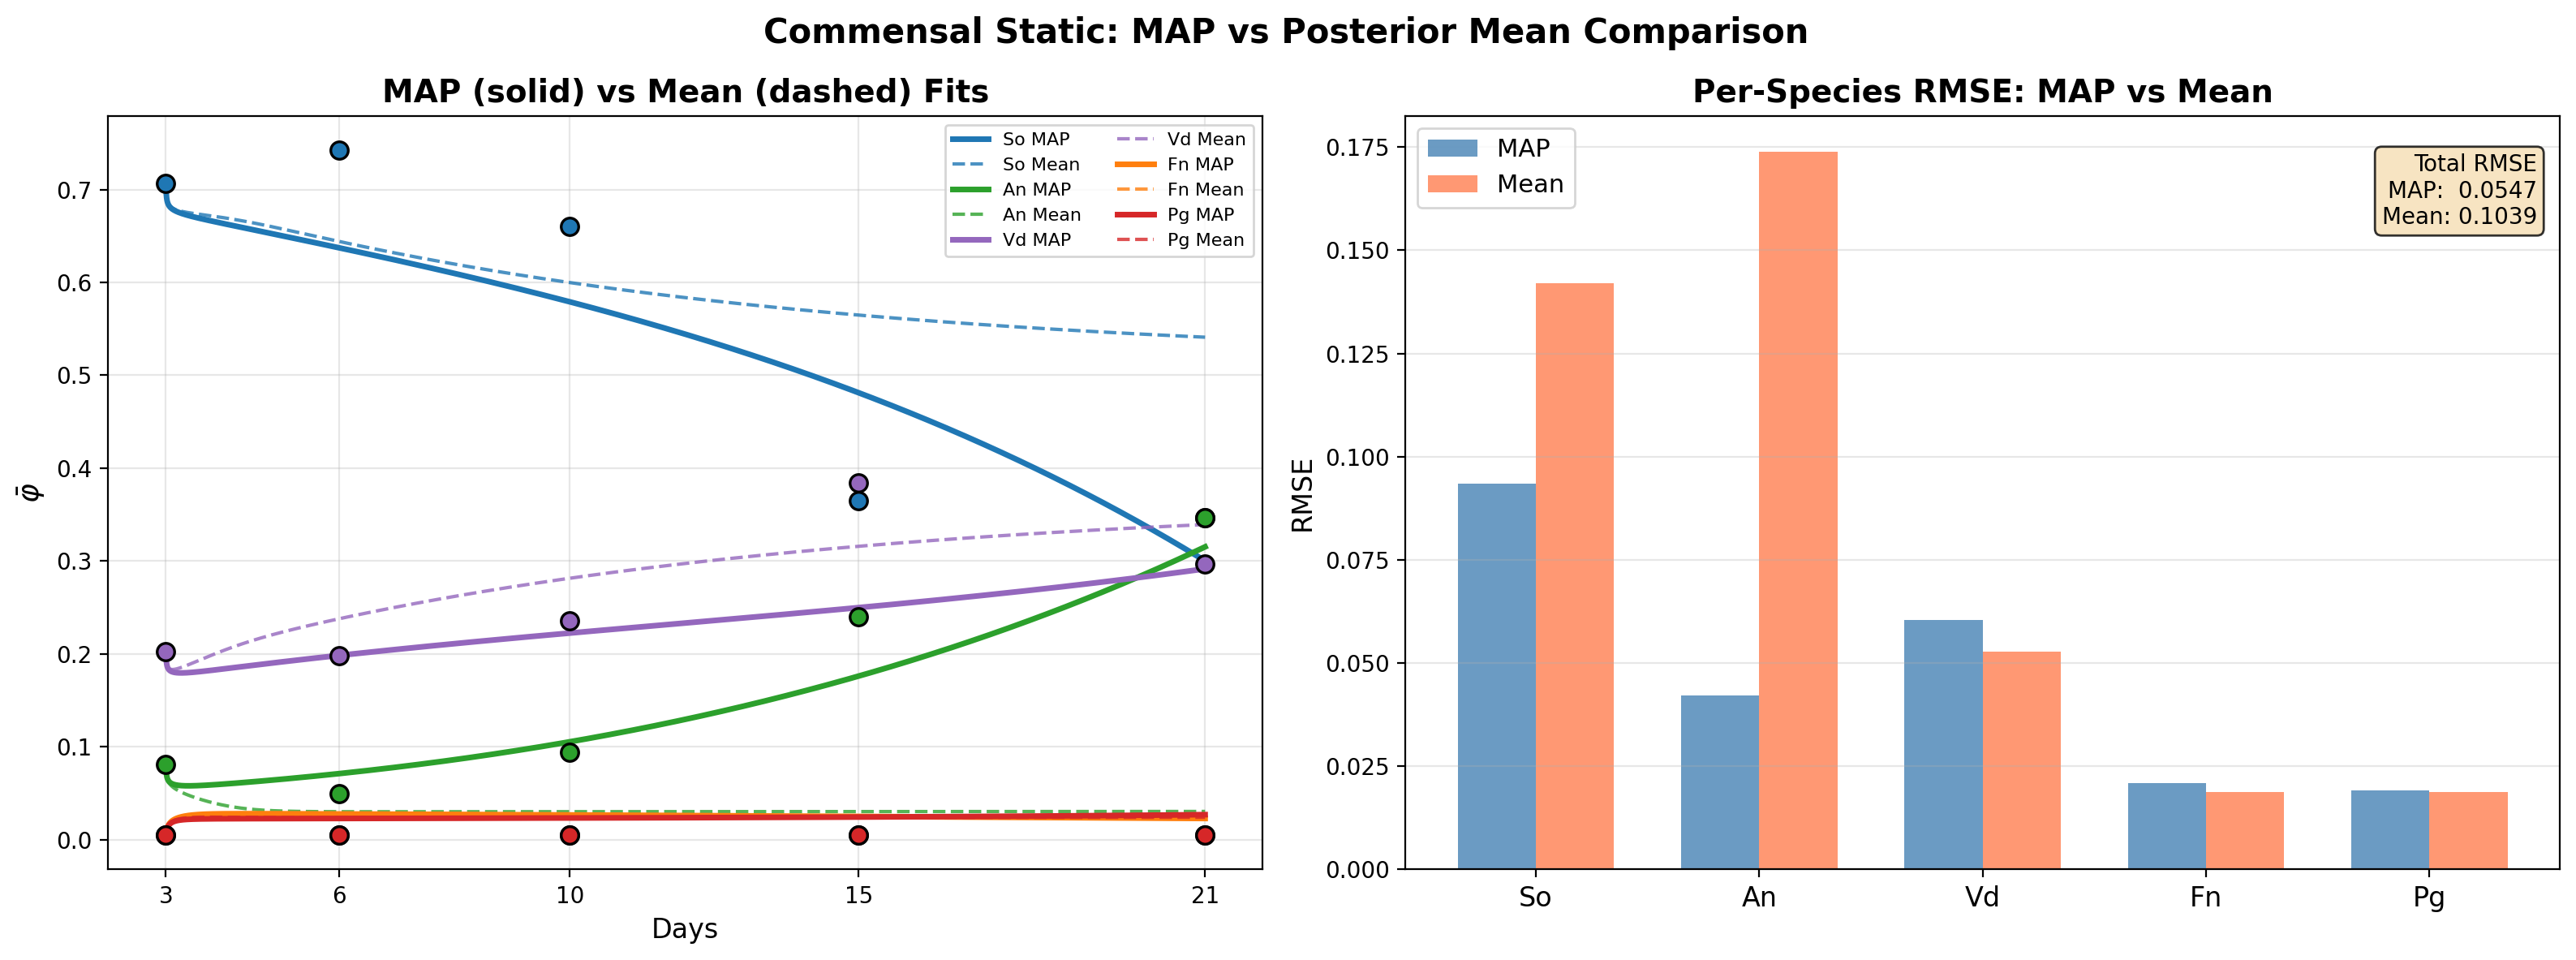 Commensal Static: MAP vs Posterior Mean Comparison
MAP (solid) vs Mean (dashed) Fits
So MAP
So Mean
An MAP
An Mean
Vd MAP
Vd Mean
Fn MAP
Fn Mean
Pg MAP
Pg Mean
0.7
0.6
0.5
0.4
0.3
0.2
0.1
0.0
φ̄
3 6 10 15 21
Days
Per-Species RMSE: MAP vs Mean
MAP
Mean
Total RMSE
MAP: 0.0547
Mean: 0.1039
0.175
0.150
0.125
0.100
0.075
0.050
0.025
0.000
RMSE
So An Vd Fn Pg